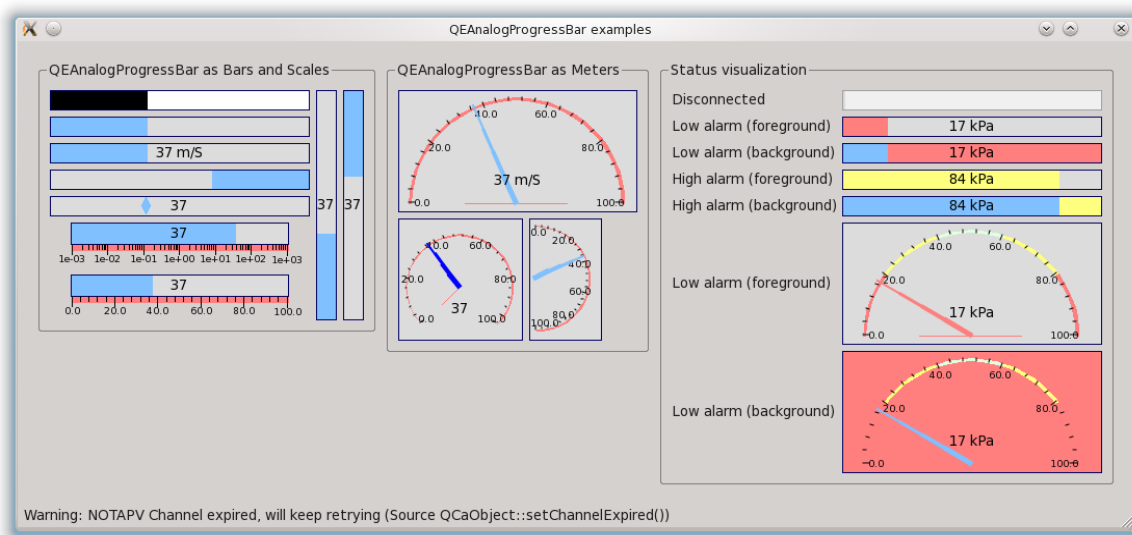 QEAnalogProgressBar examples
QEAnalogProgressBar as Bars and Scales
37 m/S
37
37
1e-03 1e-02 1e-01 1e+00 1e+01 1e+02 1e+03
37
0.0 20.0 40.0 60.0 80.0 100.0
37
37
QEAnalogProgressBar as Meters
40.0 60.0
20.0 80.0
37 m/S
0.0 100.0
40.0 60.0
20.0 80.0
37
0.0 100.0
0.0
20.0
40.0
60.0
80.0
100.0
Status visualization
Disconnected
Low alarm (foreground) 17 kPa
Low alarm (background) 17 kPa
High alarm (foreground) 84 kPa
High alarm (background) 84 kPa
40.0 60.0
Low alarm (foreground) 20.0 80.0
17 kPa
0.0 100.0
40.0 60.0
20.0 80.0
Low alarm (background)
17 kPa
0.0 100.0
Warning: NOTAPV Channel expired, will keep retrying (Source QCaObject::setChannelExpired())